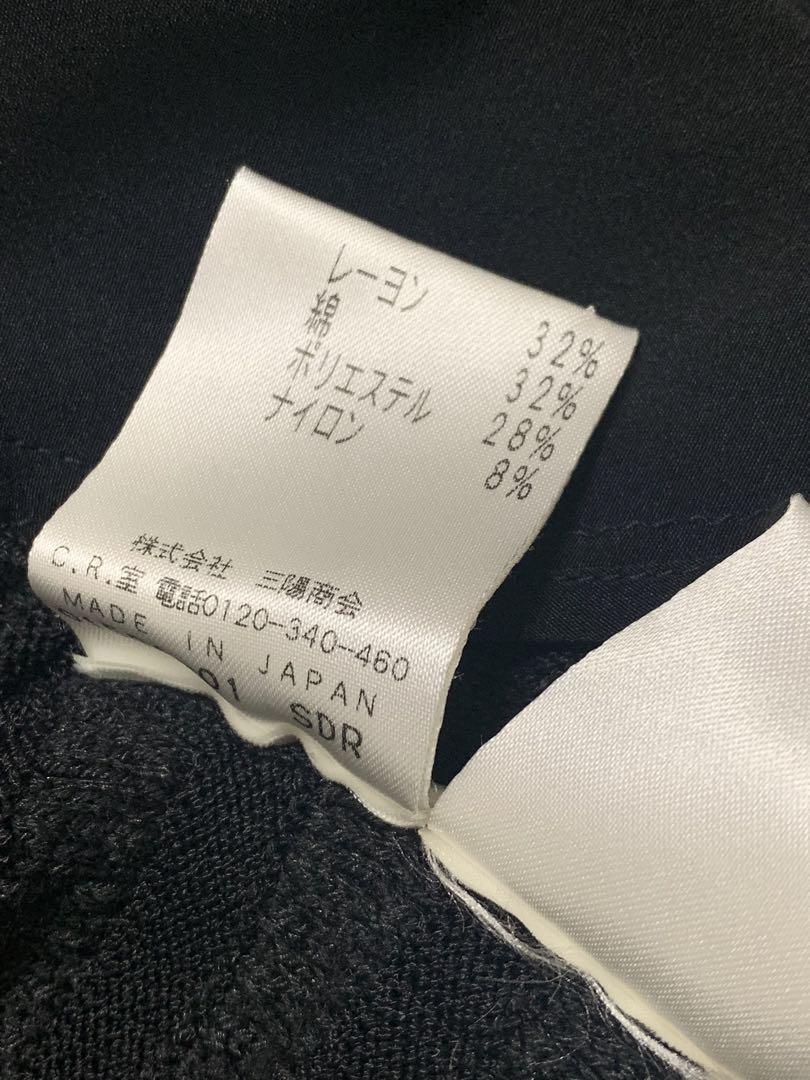 レーヨン 32%
綿 32%
ポリエステル 28%
ナイロン 8%
株式会社 三陽商会
C.R.室 電話0120-340-460
MADE IN JAPAN
01 SDR